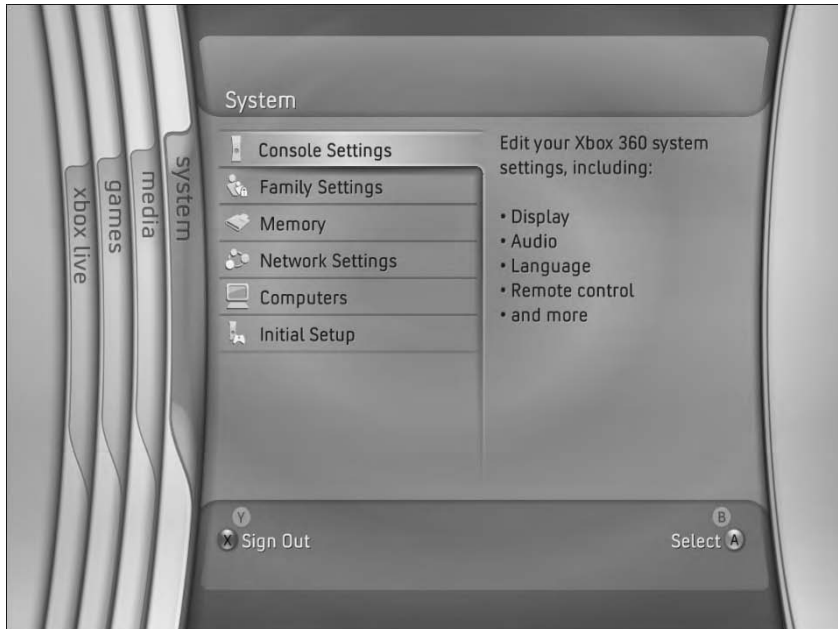 System
Console Settings
Family Settings
Memory
Network Settings
Computers
Initial Setup
Edit your Xbox 360 system
settings, including:
• Display
• Audio
• Language
• Remote control
• and more
xbox live
games
media
system
Y
X Sign Out
B
Select A